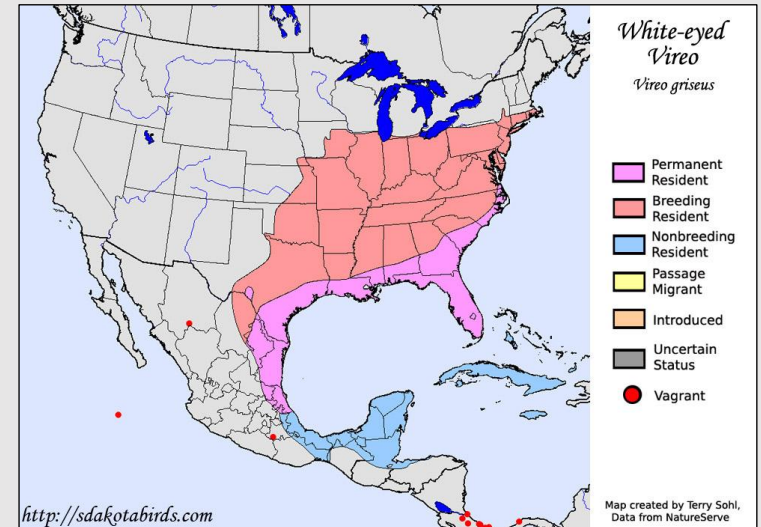 White-eyed
Vireo
Vireo griseus
Permanent
Resident
Breeding
Resident
Nonbreeding
Resident
Passage
Migrant
Introduced
Uncertain
Status
Vagrant
http://sdakotabirds.com
Map created by Terry Sohl,
Data from NatureServe